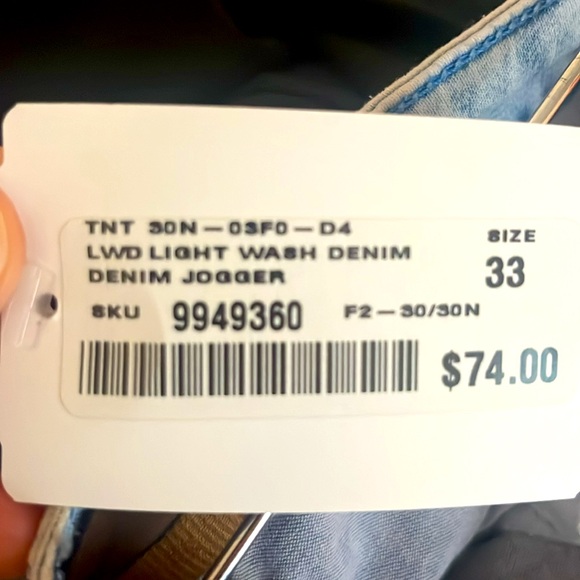 TNT 30N-03F0-D4
LWD LIGHT WASH DENIM
DENIM JOGGER
SIZE
33
SKU 9949360 F2-30/30N
$74.00